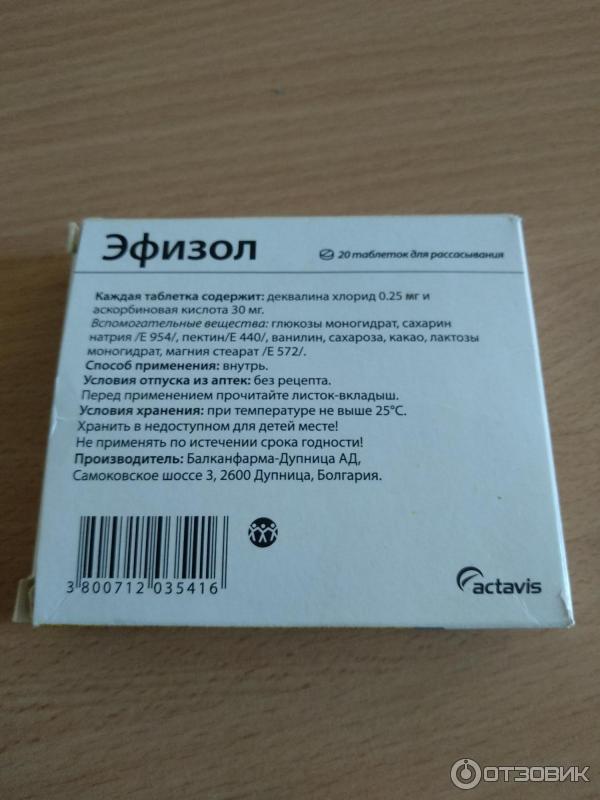 Эфизол
20 таблеток для рассасывания
Каждая таблетка содержит: деквалина хлорид 0.25 мг и
аскорбиновая кислота 30 мг.
Вспомогательные вещества: глюкозы моногидрат, сахарин
натрия /Е 954/, пектин/Е 440/, ванилин, сахароза, какао, лактозы
моногидрат, магния стеарат /Е 572/.
Способ применения: внутрь.
Условия отпуска из аптек: без рецепта.
Перед применением прочитайте листок-вкладыш.
Условия хранения: при температуре не выше 25°C.
Хранить в недоступном для детей месте!
Не применять по истечении срока годности!
Производитель: Балканфарма-Дупница АД,
Самоковское шоссе 3, 2600 Дупница, Болгария.
3 800712 035416
actavis
ОТЗОВИК